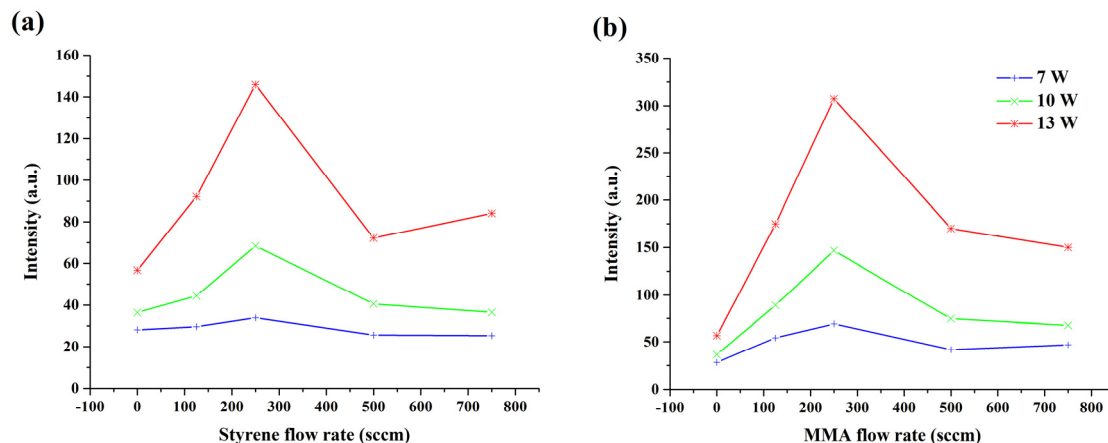 (a)
160
140
120
100
80
60
40
20
0
Intensity (a.u.)
-100 0 100 200 300 400 500 600 700 800
Styrene flow rate (sccm)
(b)
350
300
250
200
150
100
50
0
Intensity (a.u.)
7 W
10 W
13 W
-100 0 100 200 300 400 500 600 700 800
MMA flow rate (sccm)